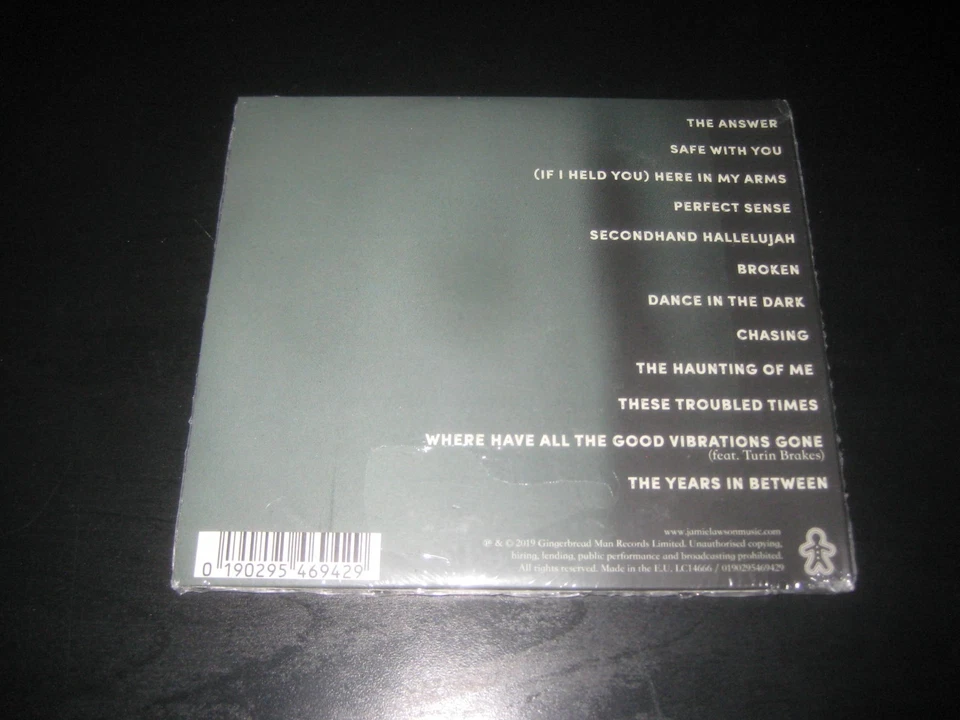 THE ANSWER
SAFE WITH YOU
(IF I HELD YOU) HERE IN MY ARMS
PERFECT SENSE
SECONDHAND HALLELUJAH
BROKEN
DANCE IN THE DARK
CHASING
THE HAUNTING OF ME
THESE TROUBLED TIMES
WHERE HAVE ALL THE GOOD VIBRATIONS GONE
(feat. Turin Brakes)
THE YEARS IN BETWEEN
www.jamielawsonmusic.com
℗ & © 2019 Gingerbread Man Records Limited. Unauthorised copying,
hiring, lending, public performance and broadcasting prohibited.
All rights reserved. Made in the E.U. LC14666 / 0190295469429
0 190295 469429